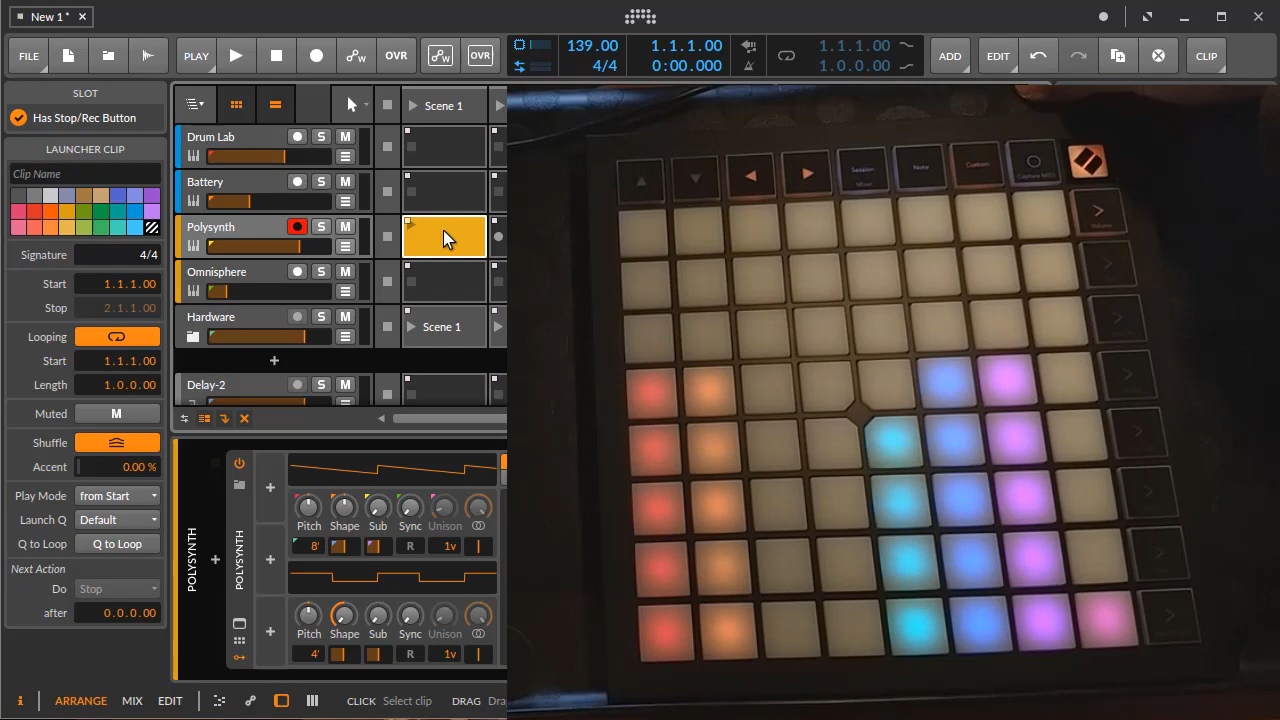 New 1 *
FILE
PLAY
OVR
OVR
139.00
4/4
1.1.1.00
0:00.000
1.1.1.00
1.0.0.00
ADD
EDIT
CLIP
SLOT
Has Stop/Rec Button
LAUNCHER CLIP
Clip Name
Signature 4/4
Start 1.1.1.00
Stop 2.1.1.00
Looping
Start 1.1.1.00
Length 1.0.0.00
Muted M
Shuffle
Accent 0.00 %
Play Mode from Start
Launch Q Default
Q to Loop Q to Loop
Next Action
Do Stop
after 0.0.0.00
Scene 1
Drum Lab S M
Battery S M
Polysynth S M
Omnisphere S M
Hardware S M
Scene 1
Delay-2 S M
POLYSYNTH
POLYSYNTH
Pitch Shape Sub Sync Unison
8' R 1v
Pitch Shape Sub Sync Unison
4' R 1v
i ARRANGE MIX EDIT
CLICK Select clip DRAG Dra
Session
Mixer
Note
Custom
Capture MIDI
Volume